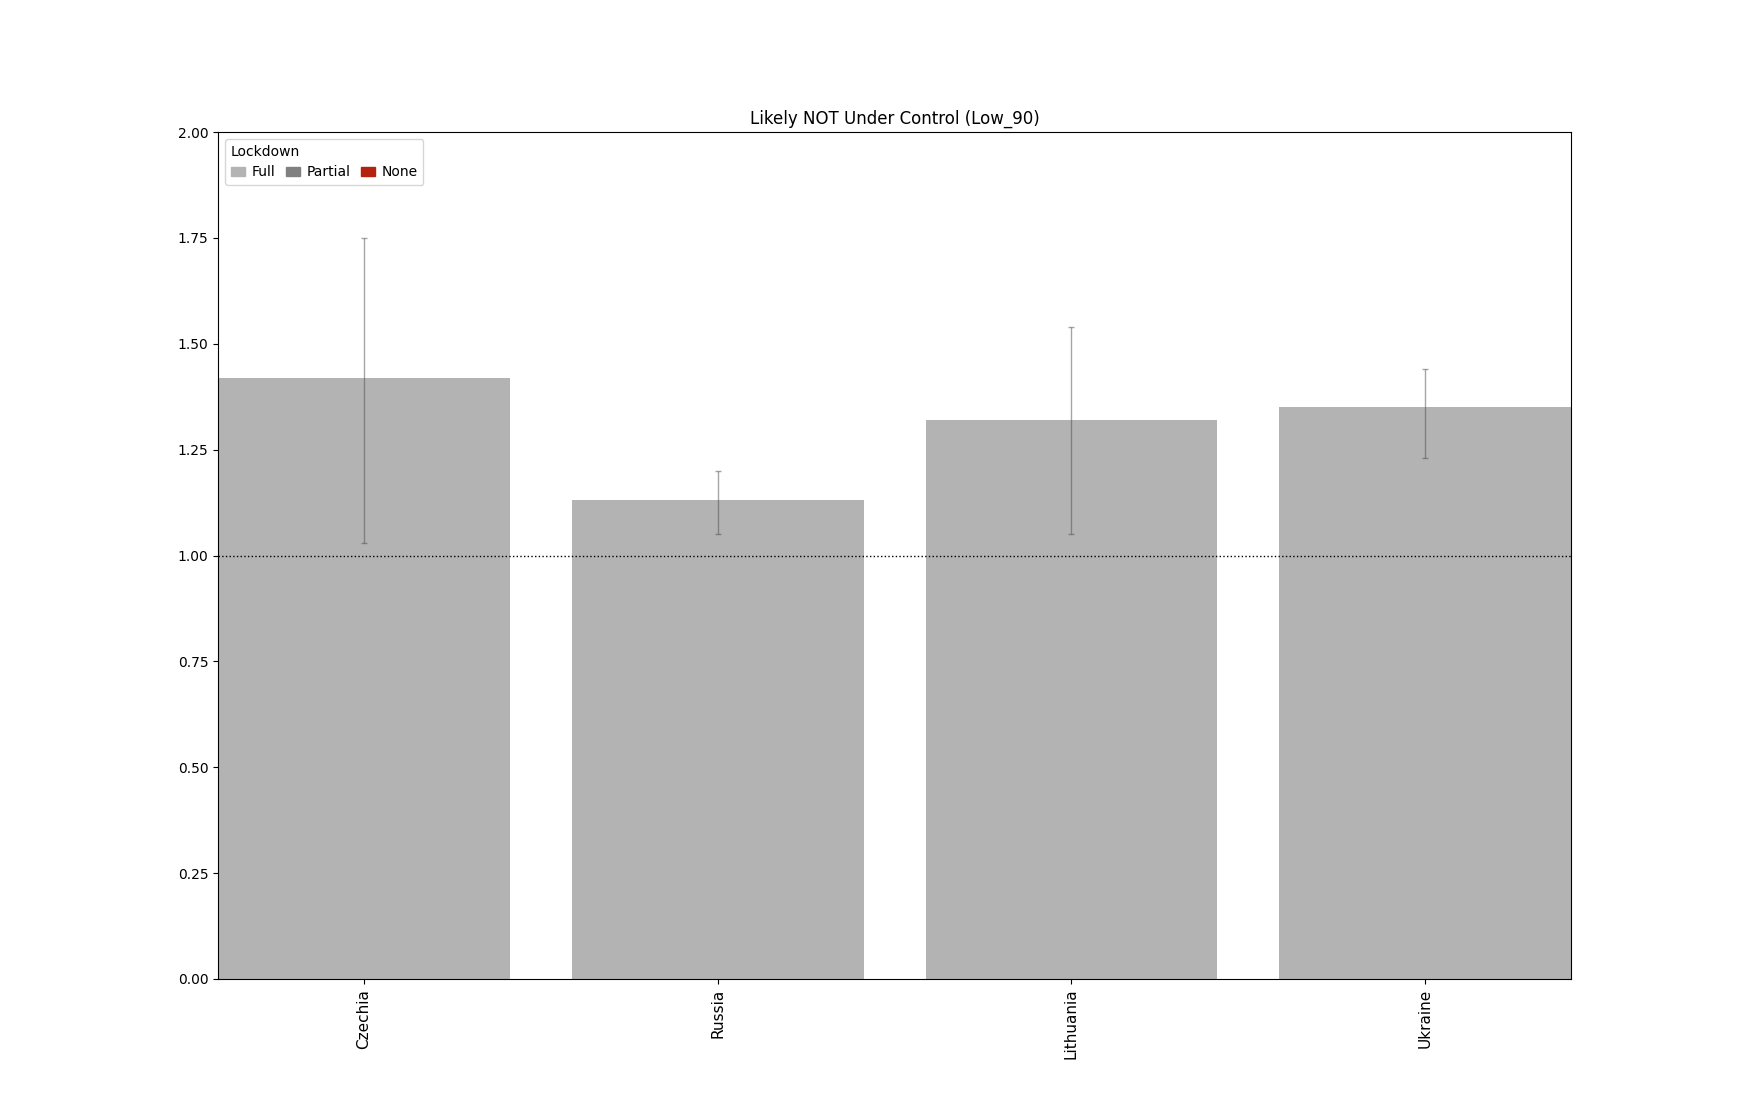 Likely NOT Under Control (Low_90)
Lockdown
Full Partial None
2.00
1.75
1.50
1.25
1.00
0.75
0.50
0.25
0.00
Czechia
Russia
Lithuania
Ukraine